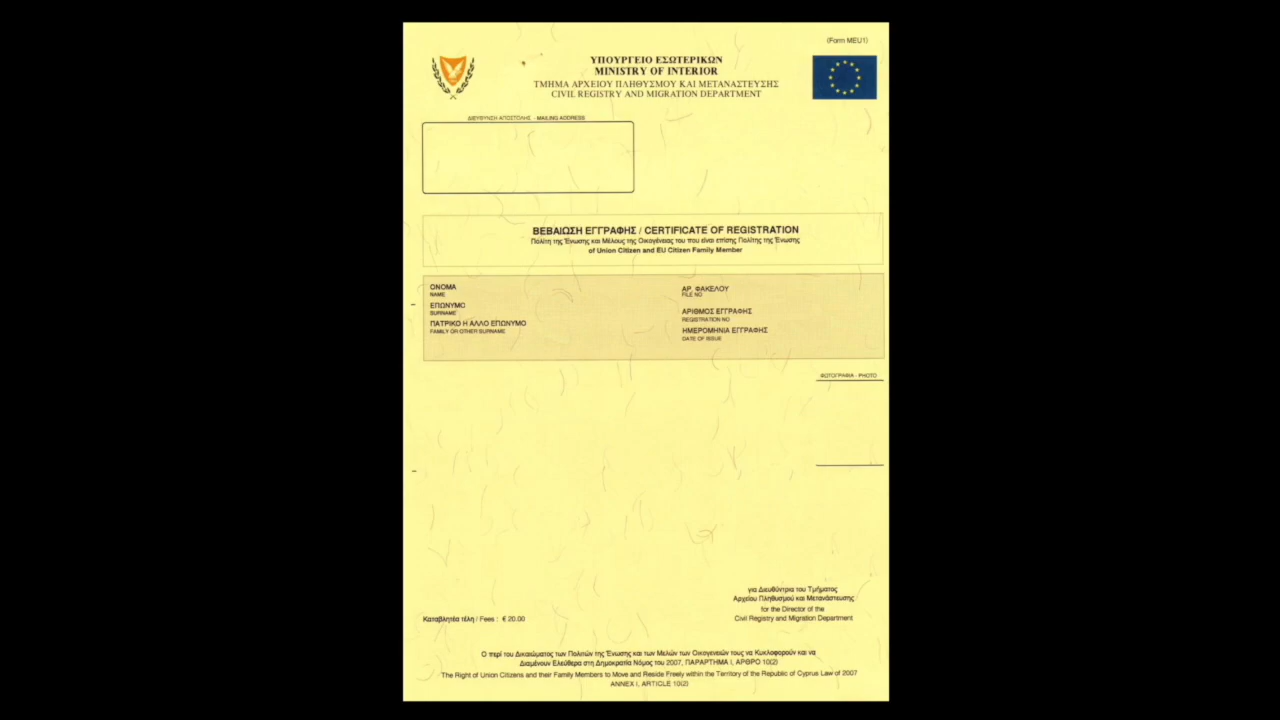 (Form MEU1)
ΥΠΟΥΡΓΕΙΟ ΕΣΩΤΕΡΙΚΩΝ
MINISTRY OF INTERIOR
ΤΜΗΜΑ ΑΡΧΕΙΟΥ ΠΛΗΘΥΣΜΟΥ ΚΑΙ ΜΕΤΑΝΑΣΤΕΥΣΗΣ
CIVIL REGISTRY AND MIGRATION DEPARTMENT
ΔΙΕΥΘΥΝΣΗ ΑΠΟΣΤΟΛΗΣ - MAILING ADDRESS
ΒΕΒΑΙΩΣΗ ΕΓΓΡΑΦΗΣ / CERTIFICATE OF REGISTRATION
Πολίτη της Ένωσης και Μέλους της Οικογένειας του που είναι επίσης Πολίτης της Ένωσης
of Union Citizen and EU Citizen Family Member
ΟΝΟΜΑ
NAME
ΕΠΩΝΥΜΟ
SURNAME
ΠΑΤΡΙΚΟ Η ΑΛΛΟ ΕΠΩΝΥΜΟ
FAMILY OR OTHER SURNAME
ΑΡ. ΦΑΚΕΛΟΥ
FILE NO
ΑΡΙΘΜΟΣ ΕΓΓΡΑΦΗΣ
REGISTRATION NO
ΗΜΕΡΟΜΗΝΙΑ ΕΓΓΡΑΦΗΣ
DATE OF ISSUE
ΦΩΤΟΓΡΑΦΙΑ - PHOTO
για Διευθύντρια του Τμήματος
Αρχείου Πληθυσμού και Μετανάστευσης
for the Director of the
Civil Registry and Migration Department
Καταβλητέα τέλη / Fees : € 20.00
Ο περί του Δικαιώματος των Πολιτών της Ένωσης και των Μελών των Οικογενειών τους να Κυκλοφορούν και να
Διαμένουν Ελεύθερα στη Δημοκρατία Νόμος του 2007, ΠΑΡΑΡΤΗΜΑ Ι, ΑΡΘΡΟ 10(2)
The Right of Union Citizens and their Family Members to Move and Reside Freely within the Territory of the Republic of Cyprus Law of 2007
ANNEX I, ARTICLE 10(2)